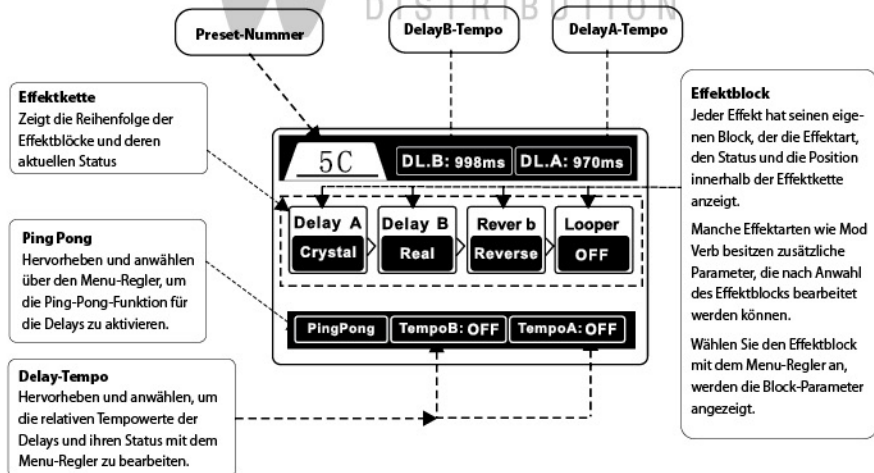 DISTRIBUTION
Preset-Nummer
DelayB-Tempo
DelayA-Tempo
Effektkette
Zeigt die Reihenfolge der
Effektblöcke und deren
aktuellen Status
Ping Pong
Hervorheben und anwählen
über den Menu-Regler, um
die Ping-Pong-Funktion für
die Delays zu aktivieren.
Delay-Tempo
Hervorheben und anwählen, um
die relativen Tempowerte der
Delays und ihren Status mit dem
Menu-Regler zu bearbeiten.
5C
DL.B: 998ms
DL.A: 970ms
Delay A
Crystal
Delay B
Real
Rever b
Reverse
Looper
OFF
PingPong
TempoB: OFF
TempoA: OFF
Effektblock
Jeder Effekt hat seinen eige-
nen Block, der die Effektart,
den Status und die Position
innerhalb der Effektkette
anzeigt.
Manche Effektarten wie Mod
Verb besitzen zusätzliche
Parameter, die nach Anwahl
des Effektblocks bearbeitet
werden können.
Wählen Sie den Effektblock
mit dem Menu-Regler an,
werden die Block-Parameter
angezeigt.